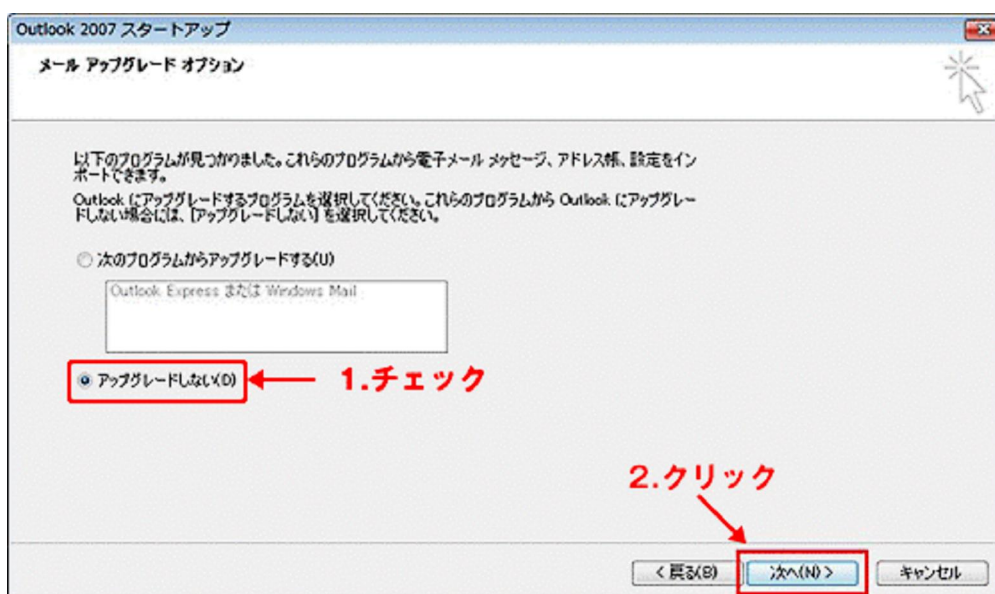 Outlook 2007 スタートアップ
メール アップグレード オプション
以下のプログラムが見つかりました。これらのプログラムから電子メール メッセージ、アドレス帳、設定をイン
ポートできます。
Outlook にアップグレードするプログラムを選択してください。これらのプログラムから Outlook にアップグレー
ドしない場合には、[アップグレードしない] を選択してください。
次のプログラムからアップグレードする(U)
Outlook Express または Windows Mail
アップグレードしない(D)
1.チェック
2.クリック
< 戻る(B)
次へ(N) >
キャンセル